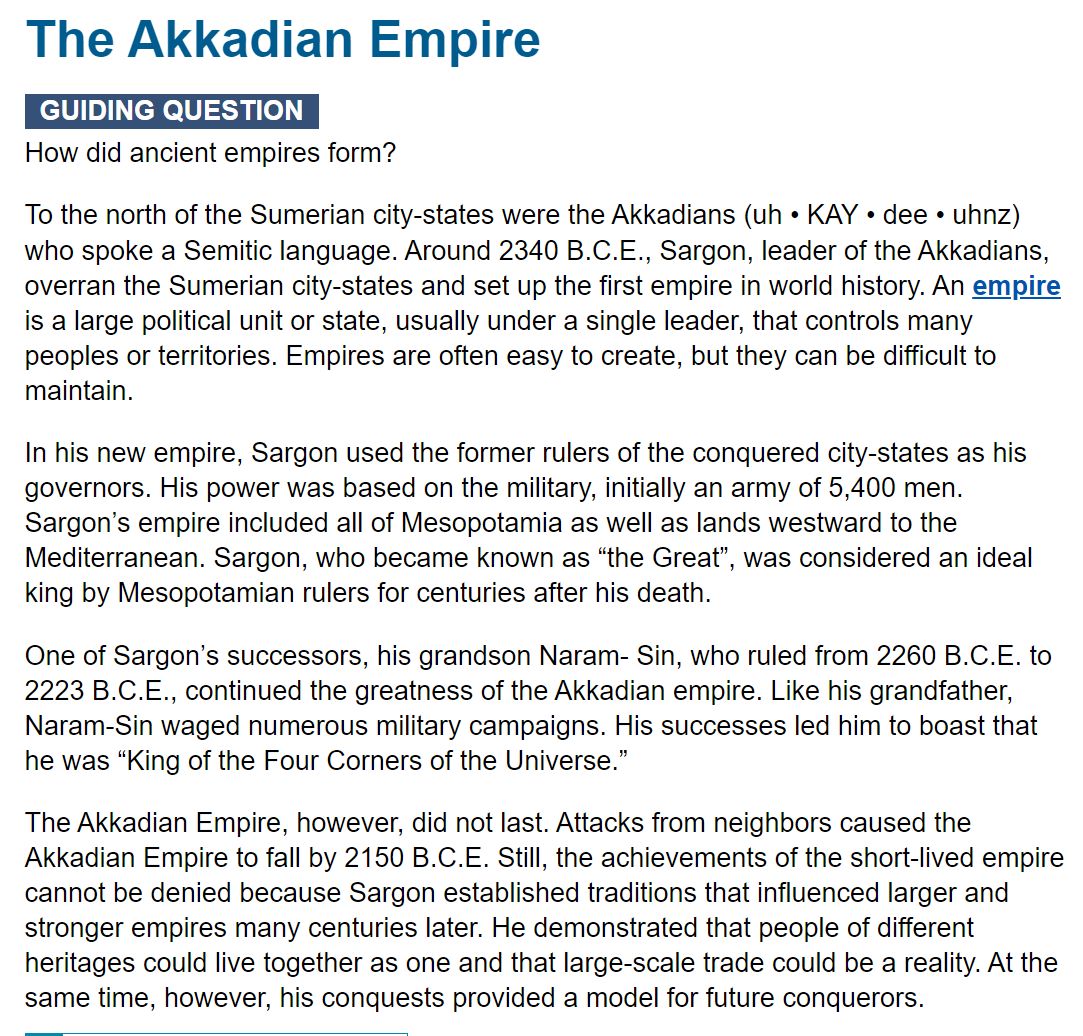 The Akkadian Empire
GUIDING QUESTION
How did ancient empires form?
To the north of the Sumerian city-states were the Akkadians (uh • KAY • dee • uhnz)
who spoke a Semitic language. Around 2340 B.C.E., Sargon, leader of the Akkadians,
overran the Sumerian city-states and set up the first empire in world history. An empire
is a large political unit or state, usually under a single leader, that controls many
peoples or territories. Empires are often easy to create, but they can be difficult to
maintain.
In his new empire, Sargon used the former rulers of the conquered city-states as his
governors. His power was based on the military, initially an army of 5,400 men.
Sargon’s empire included all of Mesopotamia as well as lands westward to the
Mediterranean. Sargon, who became known as “the Great”, was considered an ideal
king by Mesopotamian rulers for centuries after his death.
One of Sargon’s successors, his grandson Naram- Sin, who ruled from 2260 B.C.E. to
2223 B.C.E., continued the greatness of the Akkadian empire. Like his grandfather,
Naram-Sin waged numerous military campaigns. His successes led him to boast that
he was “King of the Four Corners of the Universe.”
The Akkadian Empire, however, did not last. Attacks from neighbors caused the
Akkadian Empire to fall by 2150 B.C.E. Still, the achievements of the short-lived empire
cannot be denied because Sargon established traditions that influenced larger and
stronger empires many centuries later. He demonstrated that people of different
heritages could live together as one and that large-scale trade could be a reality. At the
same time, however, his conquests provided a model for future conquerors.